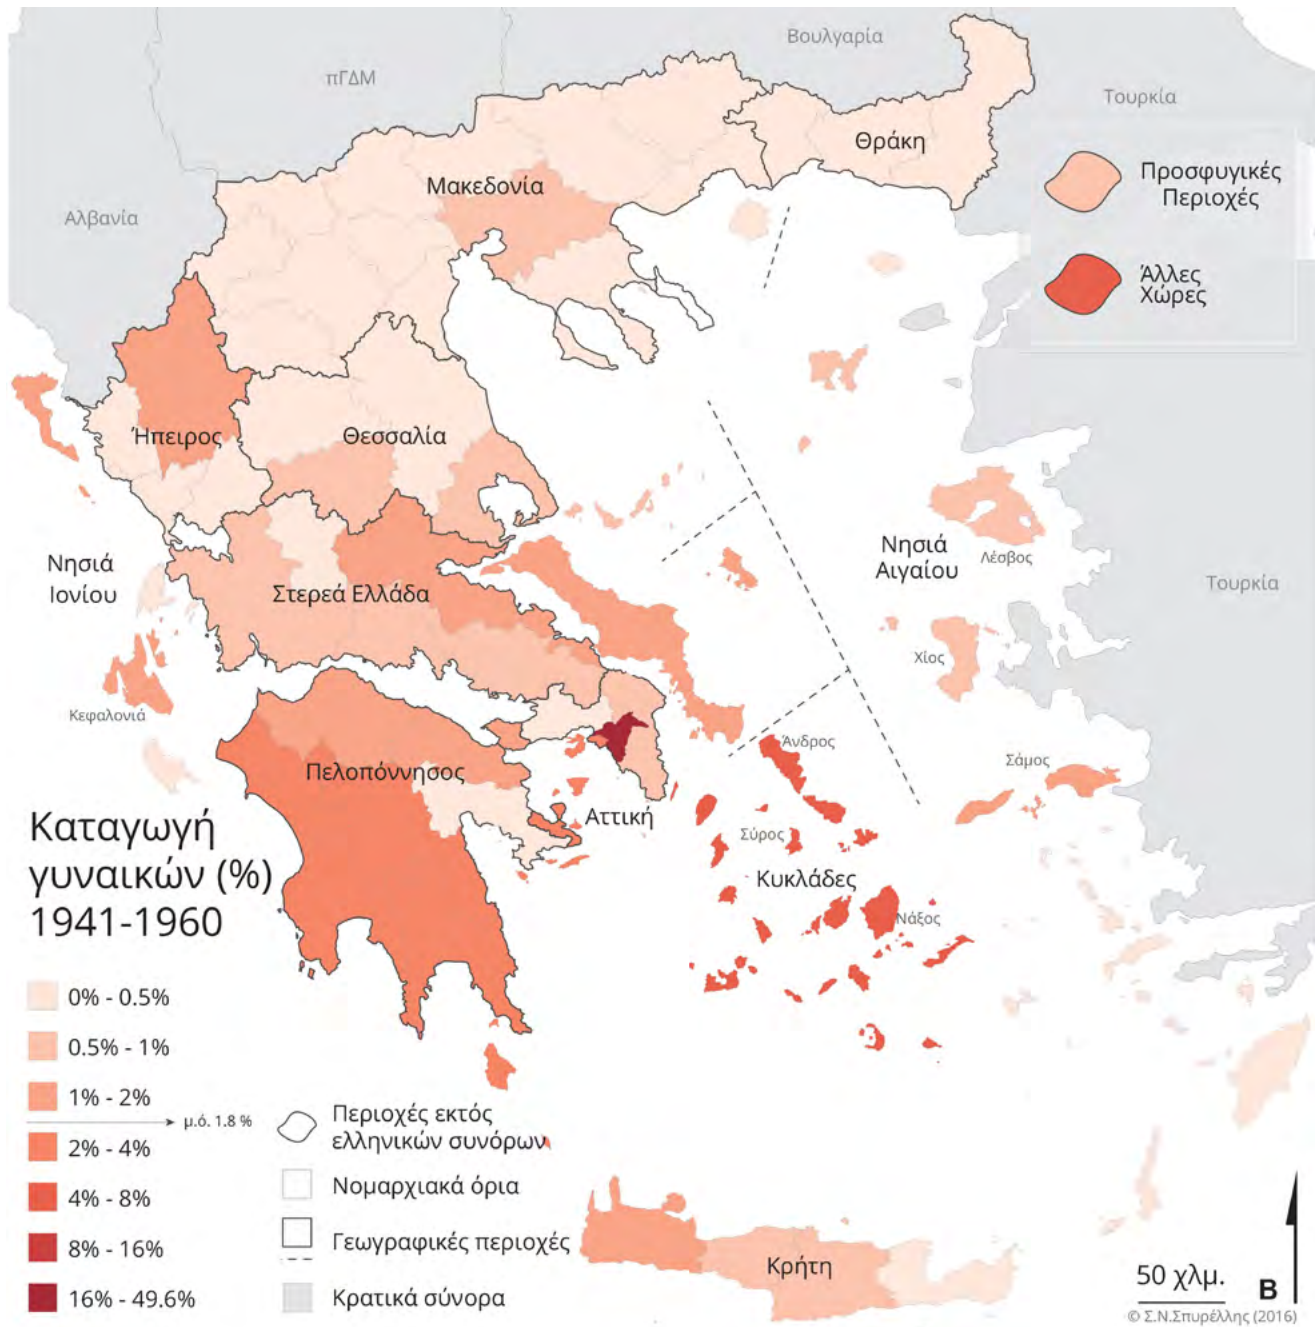 Βουλγαρία
πΓΔΜ
Τουρκία
Θράκη
Προσφυγικές
Περιοχές
Μακεδονία
Αλβανία
Άλλες
Χώρες
Ήπειρος
Θεσσαλία
Νησιά
Αιγαίου
Λέσβος
Νησιά
Ιονίου
Τουρκία
Στερεά Ελλάδα
Χίος
Κεφαλονιά
Άνδρος
Σάμος
Πελοπόννησος
Αττική
Σύρος
Κυκλάδες
Νάξος
Καταγωγή
γυναικών (%)
1941-1960
0% - 0.5%
0.5% - 1%
1% - 2%
μ.ό. 1.8 %
2% - 4%
4% - 8%
8% - 16%
16% - 49.6%
Περιοχές εκτός
ελληνικών συνόρων
Νομαρχιακά όρια
Γεωγραφικές περιοχές
Κρατικά σύνορα
Κρήτη
50 χλμ.
Β
© Σ.Ν.Σπυρέλλης (2016)